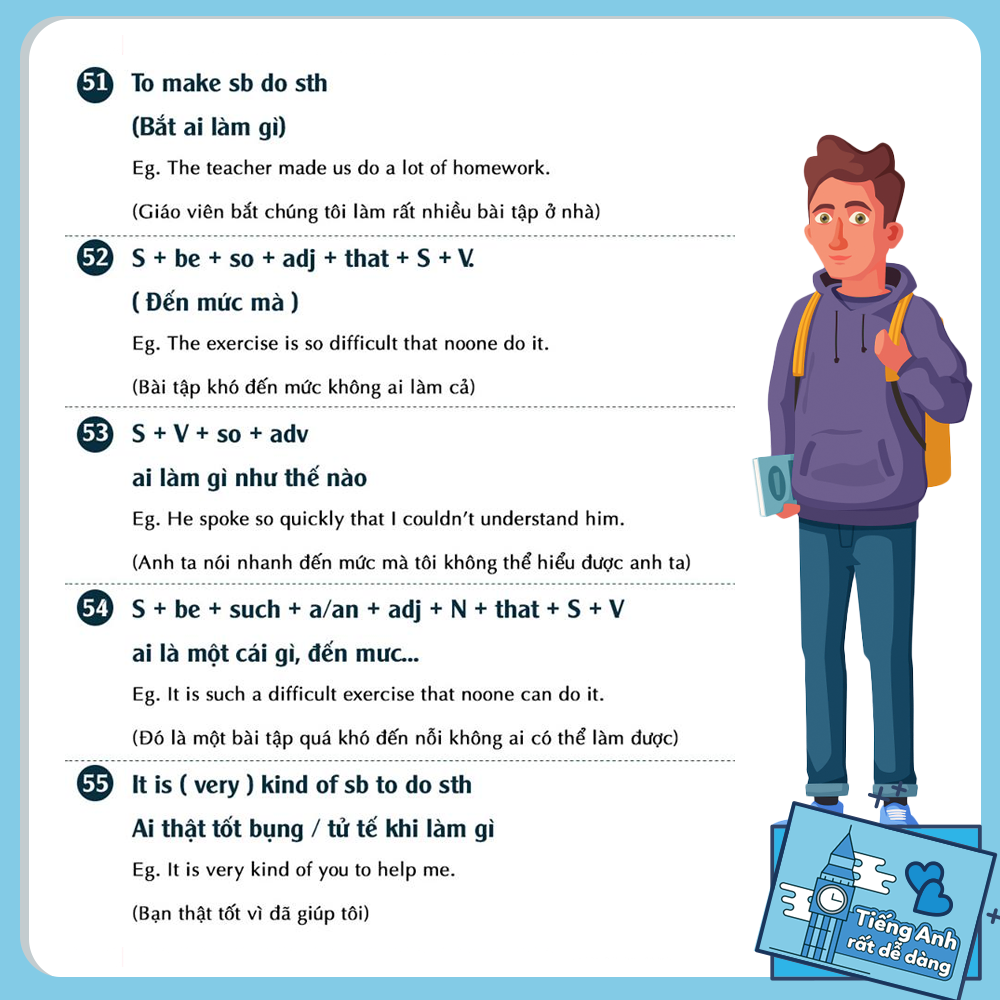 51 To make sb do sth
(Bắt ai làm gì)
Eg. The teacher made us do a lot of homework.
(Giáo viên bắt chúng tôi làm rất nhiều bài tập ở nhà)
52 S + be + so + adj + that + S + V.
( Đến mức mà )
Eg. The exercise is so difficult that noone do it.
(Bài tập khó đến mức không ai làm cả)
53 S + V + so + adv
ai làm gì như thế nào
Eg. He spoke so quickly that I couldn't understand him.
(Anh ta nói nhanh đến mức mà tôi không thể hiểu được anh ta)
54 S + be + such + a/an + adj + N + that + S + V
ai là một cái gì, đến mưc...
Eg. It is such a difficult exercise that noone can do it.
(Đó là một bài tập quá khó đến nỗi không ai có thể làm được)
55 It is ( very ) kind of sb to do sth
Ai thật tốt bụng / tử tế khi làm gì
Eg. It is very kind of you to help me.
(Bạn thật tốt vì đã giúp tôi)
Tiếng Anh
rất dễ dàng